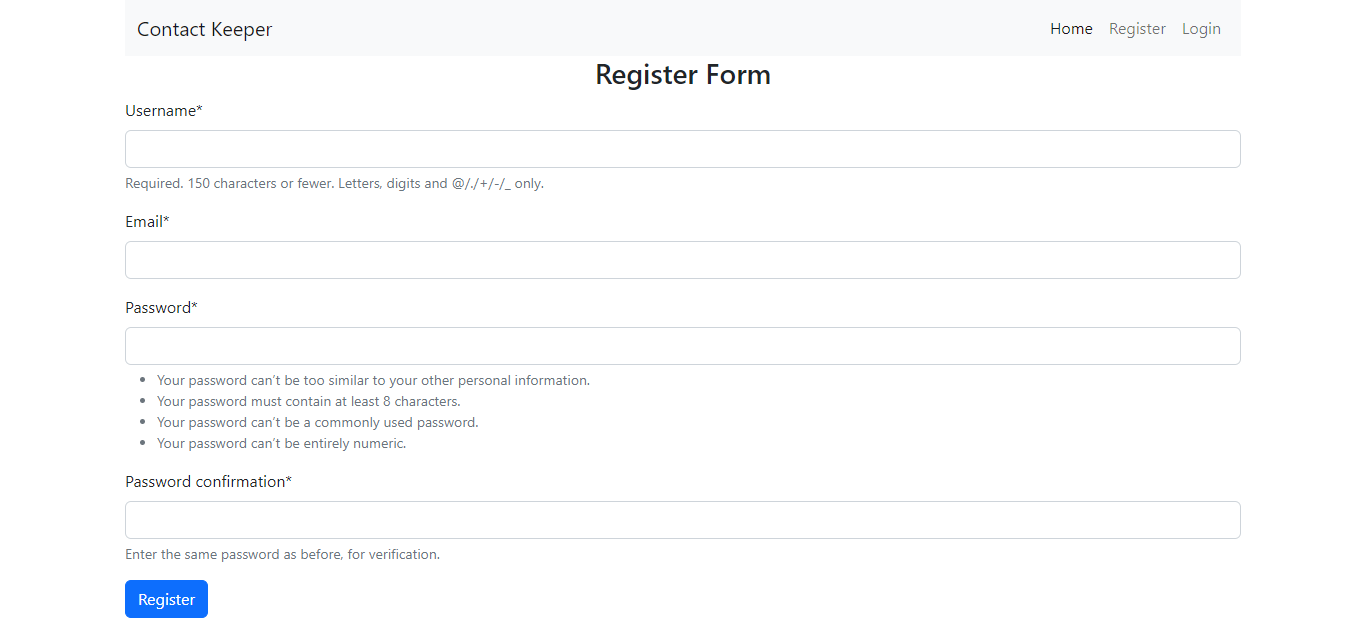 Contact Keeper Home Register Login
Register Form
Username*
Required. 150 characters or fewer. Letters, digits and @/./+/-/_ only.
Email*
Password*
Your password can’t be too similar to your other personal information.
Your password must contain at least 8 characters.
Your password can’t be a commonly used password.
Your password can’t be entirely numeric.
Password confirmation*
Enter the same password as before, for verification.
Register